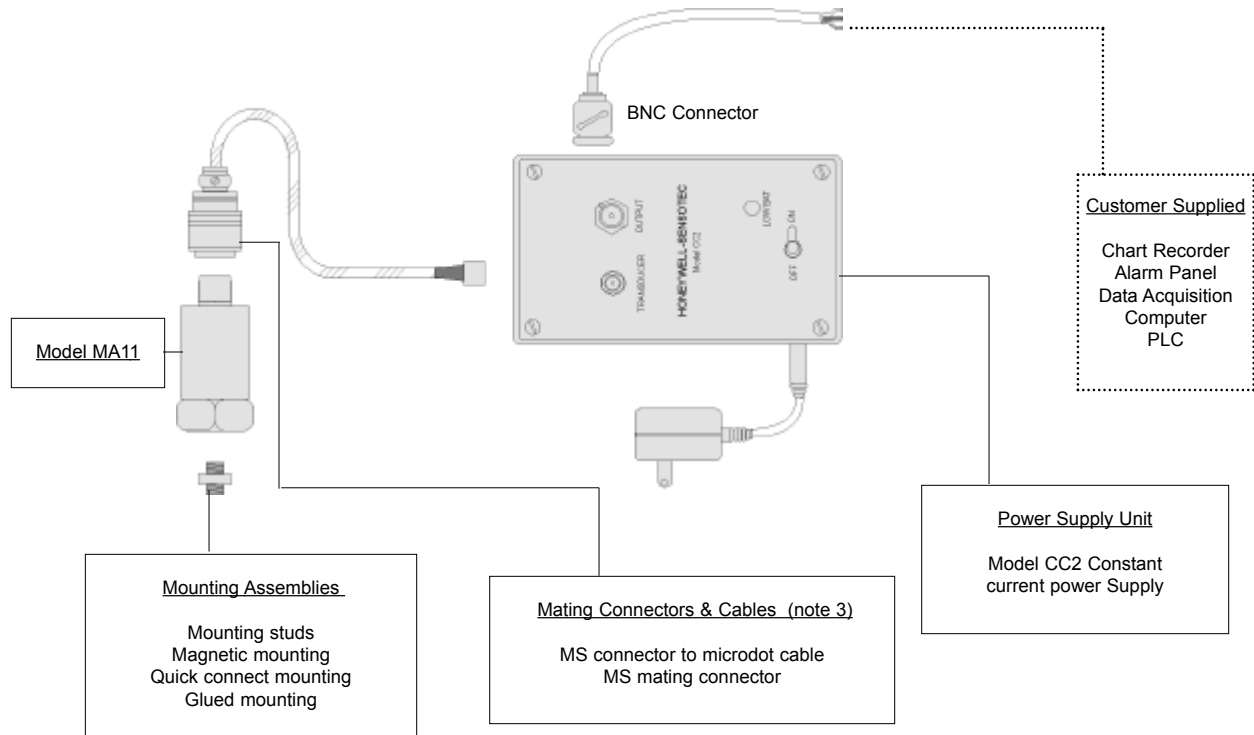 BNC Connector
OUTPUT
TRANSDUCER
HONEYWELL-SENSOTEC
Model CC2
LOW BAT
ON
OFF
Customer Supplied
Chart Recorder
Alarm Panel
Data Acquisition
Computer
PLC
Model MA11
Mounting Assemblies
Mounting studs
Magnetic mounting
Quick connect mounting
Glued mounting
Mating Connectors & Cables (note 3)
MS connector to microdot cable
MS mating connector
Power Supply Unit
Model CC2 Constant
current power Supply